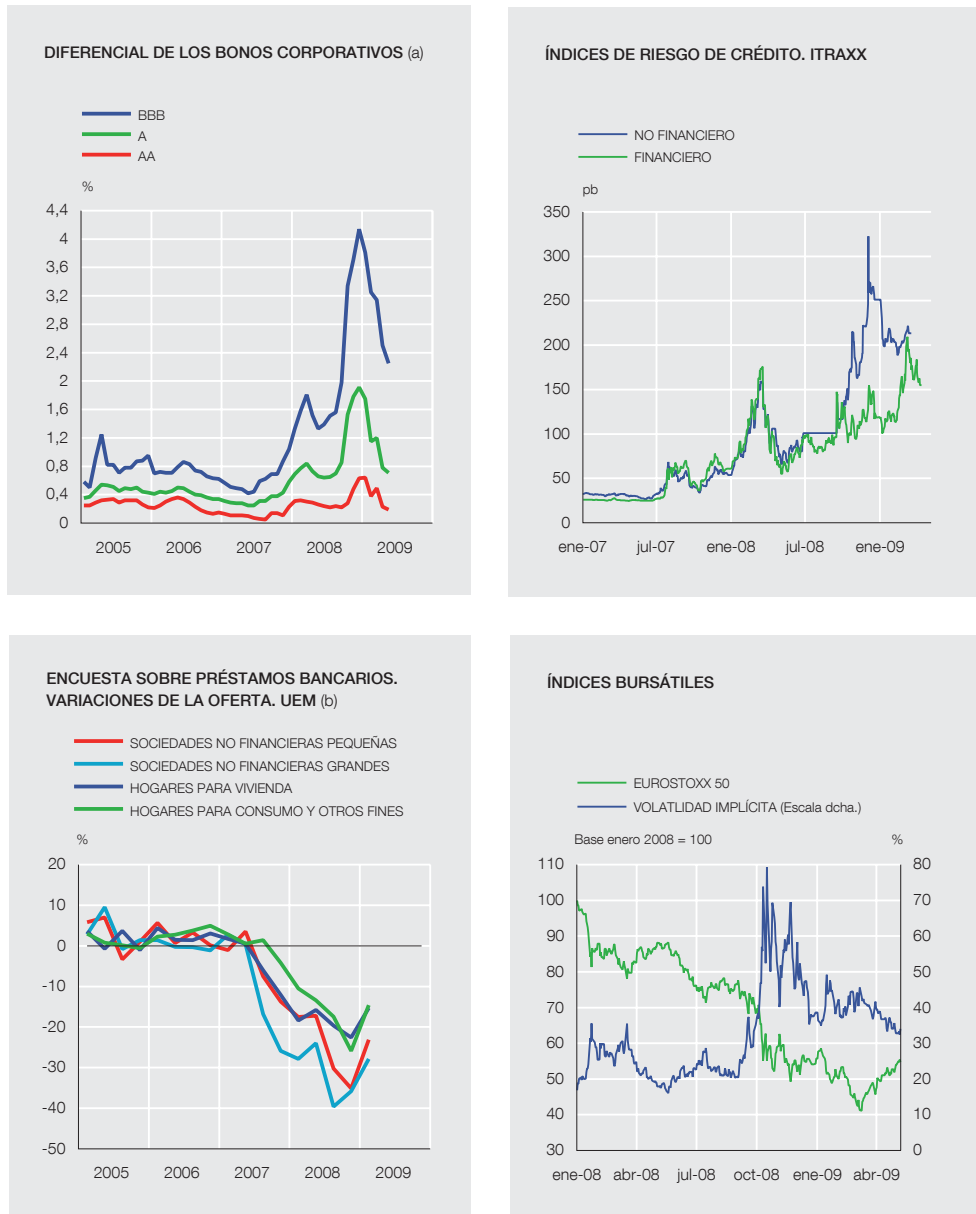 DIFERENCIAL DE LOS BONOS CORPORATIVOS (a)
BBB
A
AA
%
4,4
4
3,6
3,2
2,8
2,4
2
1,6
1,2
0,8
0,4
0
2005 2006 2007 2008 2009
ÍNDICES DE RIESGO DE CRÉDITO. ITRAXX
NO FINANCIERO
FINANCIERO
pb
350
300
250
200
150
100
50
0
ene-07 jul-07 ene-08 jul-08 ene-09
ENCUESTA SOBRE PRÉSTAMOS BANCARIOS.
VARIACIONES DE LA OFERTA. UEM (b)
SOCIEDADES NO FINANCIERAS PEQUEÑAS
SOCIEDADES NO FINANCIERAS GRANDES
HOGARES PARA VIVIENDA
HOGARES PARA CONSUMO Y OTROS FINES
%
20
10
0
-10
-20
-30
-40
-50
2005 2006 2007 2008 2009
ÍNDICES BURSÁTILES
EUROSTOXX 50
VOLATLIDAD IMPLÍCITA (Escala dcha.)
Base enero 2008 = 100 %
110 80
100 70
90 60
80 50
70 40
60 30
50 20
40 10
30 0
ene-08 abr-08 jul-08 oct-08 ene-09 abr-09